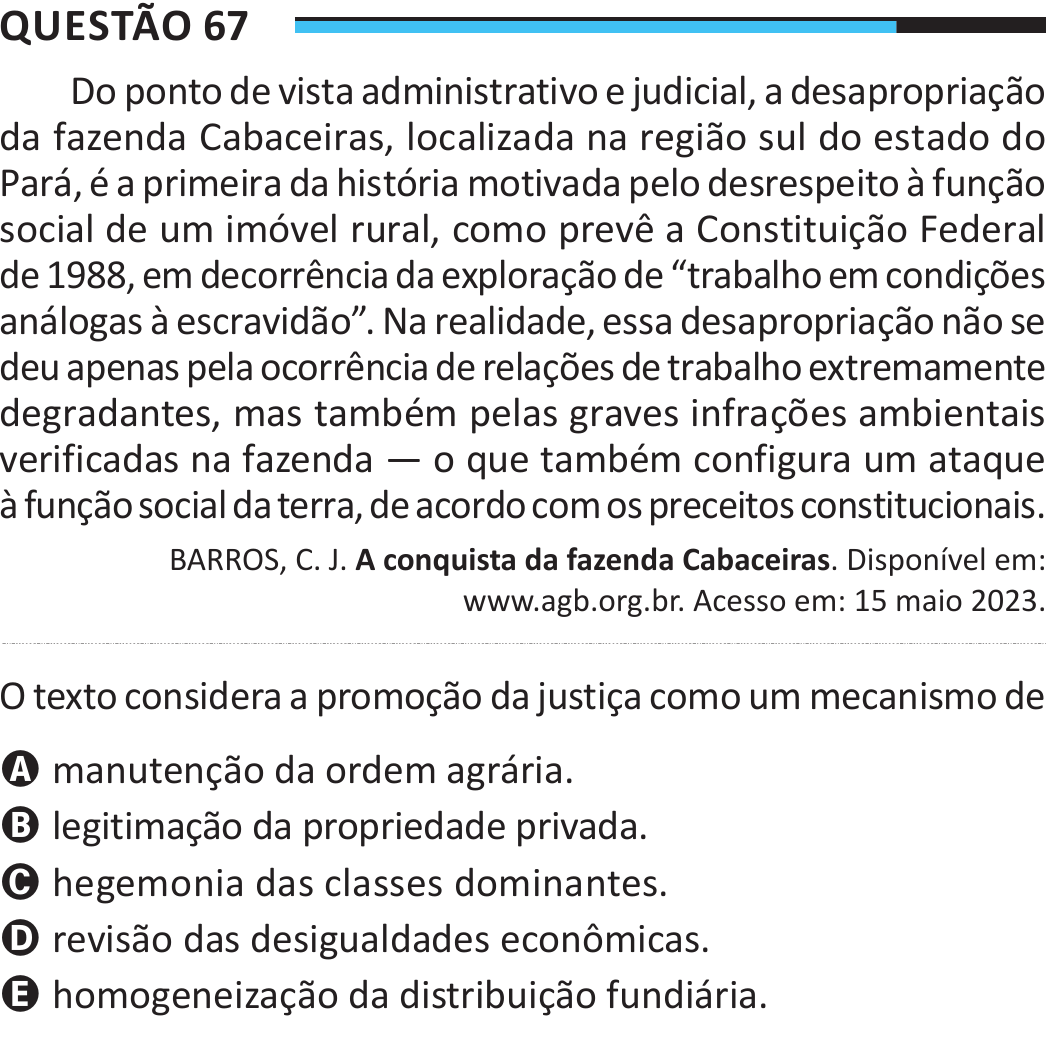 QUESTÃO 67
Do ponto de vista administrativo e judicial, a desapropriação
da fazenda Cabaceiras, localizada na região sul do estado do
Pará, é a primeira da história motivada pelo desrespeito à função
social de um imóvel rural, como prevê a Constituição Federal
de 1988, em decorrência da exploração de “trabalho em condições
análogas à escravidão”. Na realidade, essa desapropriação não se
deu apenas pela ocorrência de relações de trabalho extremamente
degradantes, mas também pelas graves infrações ambientais
verificadas na fazenda — o que também configura um ataque
à função social da terra, de acordo com os preceitos constitucionais.
BARROS, C. J. A conquista da fazenda Cabaceiras. Disponível em:
www.agb.org.br. Acesso em: 15 maio 2023.
O texto considera a promoção da justiça como um mecanismo de
A manutenção da ordem agrária.
B legitimação da propriedade privada.
C hegemonia das classes dominantes.
D revisão das desigualdades econômicas.
E homogeneização da distribuição fundiária.